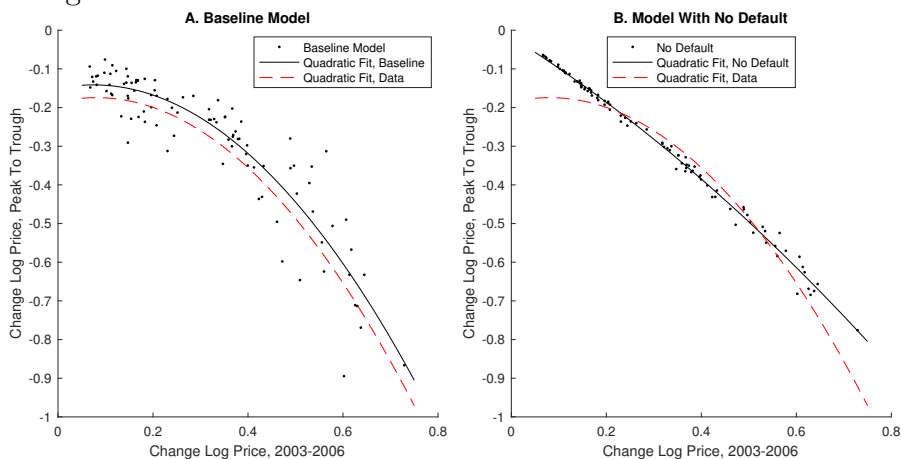 A. Baseline Model
Baseline Model
Quadratic Fit, Baseline
Quadratic Fit, Data
Change Log Price, Peak To Trough
0
-0.1
-0.2
-0.3
-0.4
-0.5
-0.6
-0.7
-0.8
-0.9
-1
0
0.2
0.4
0.6
0.8
Change Log Price, 2003-2006
B. Model With No Default
No Default
Quadratic Fit, No Default
Quadratic Fit, Data
Change Log Price, Peak To Trough
0
-0.1
-0.2
-0.3
-0.4
-0.5
-0.6
-0.7
-0.8
-0.9
-1
0
0.2
0.4
0.6
0.8
Change Log Price, 2003-2006